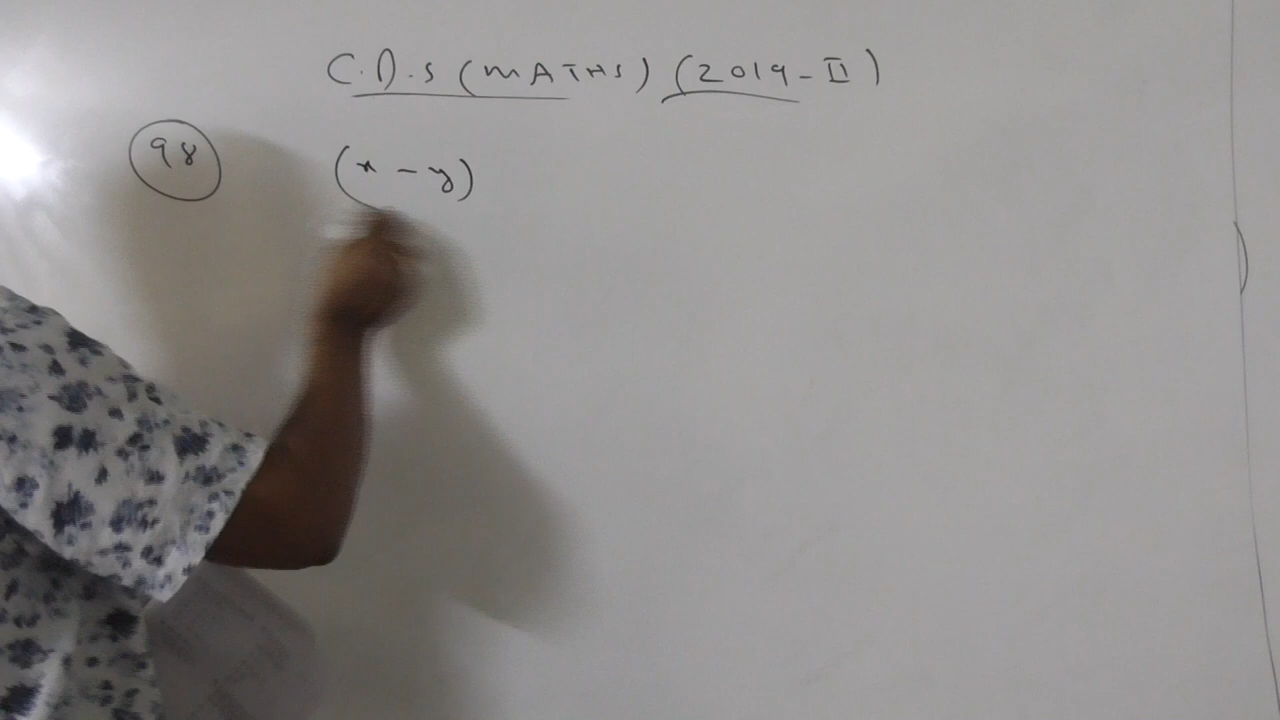 C.D.S (MATHS) (2019-II)
98 (x - y)